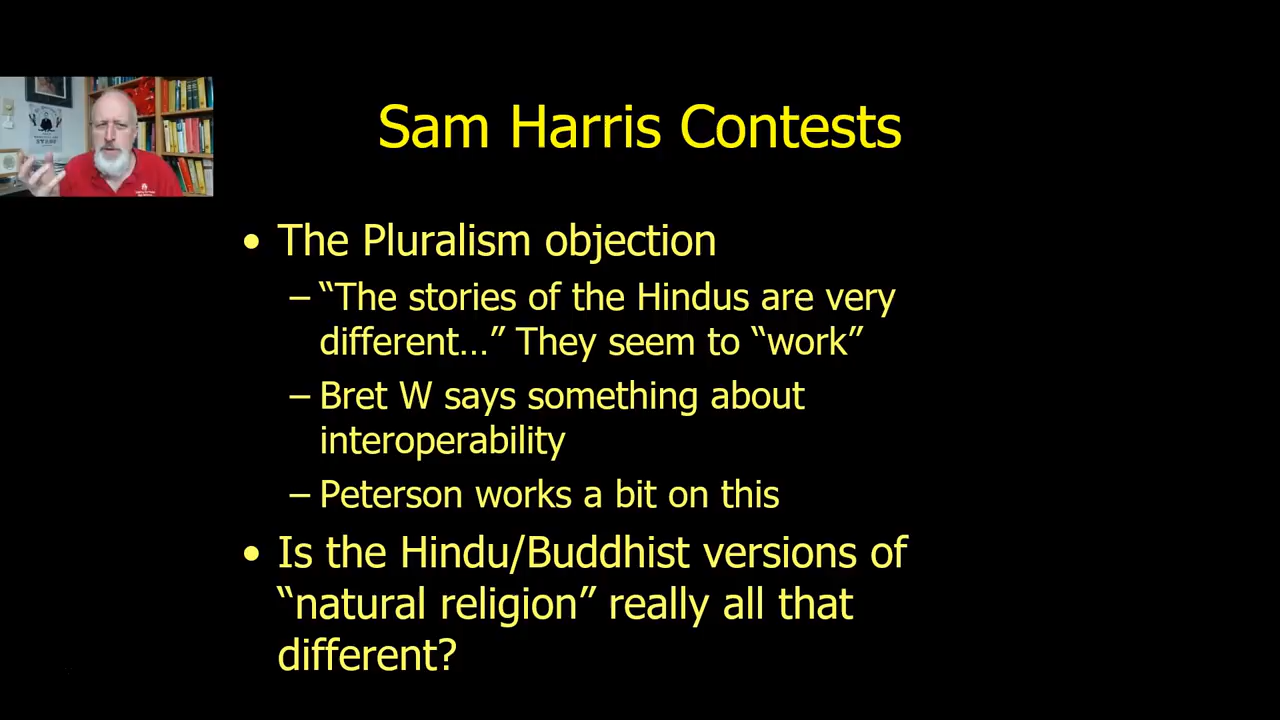 Sam Harris Contests
• The Pluralism objection
– “The stories of the Hindus are very
different…” They seem to “work”
– Bret W says something about
interoperability
– Peterson works a bit on this
• Is the Hindu/Buddhist versions of
“natural religion” really all that
different?